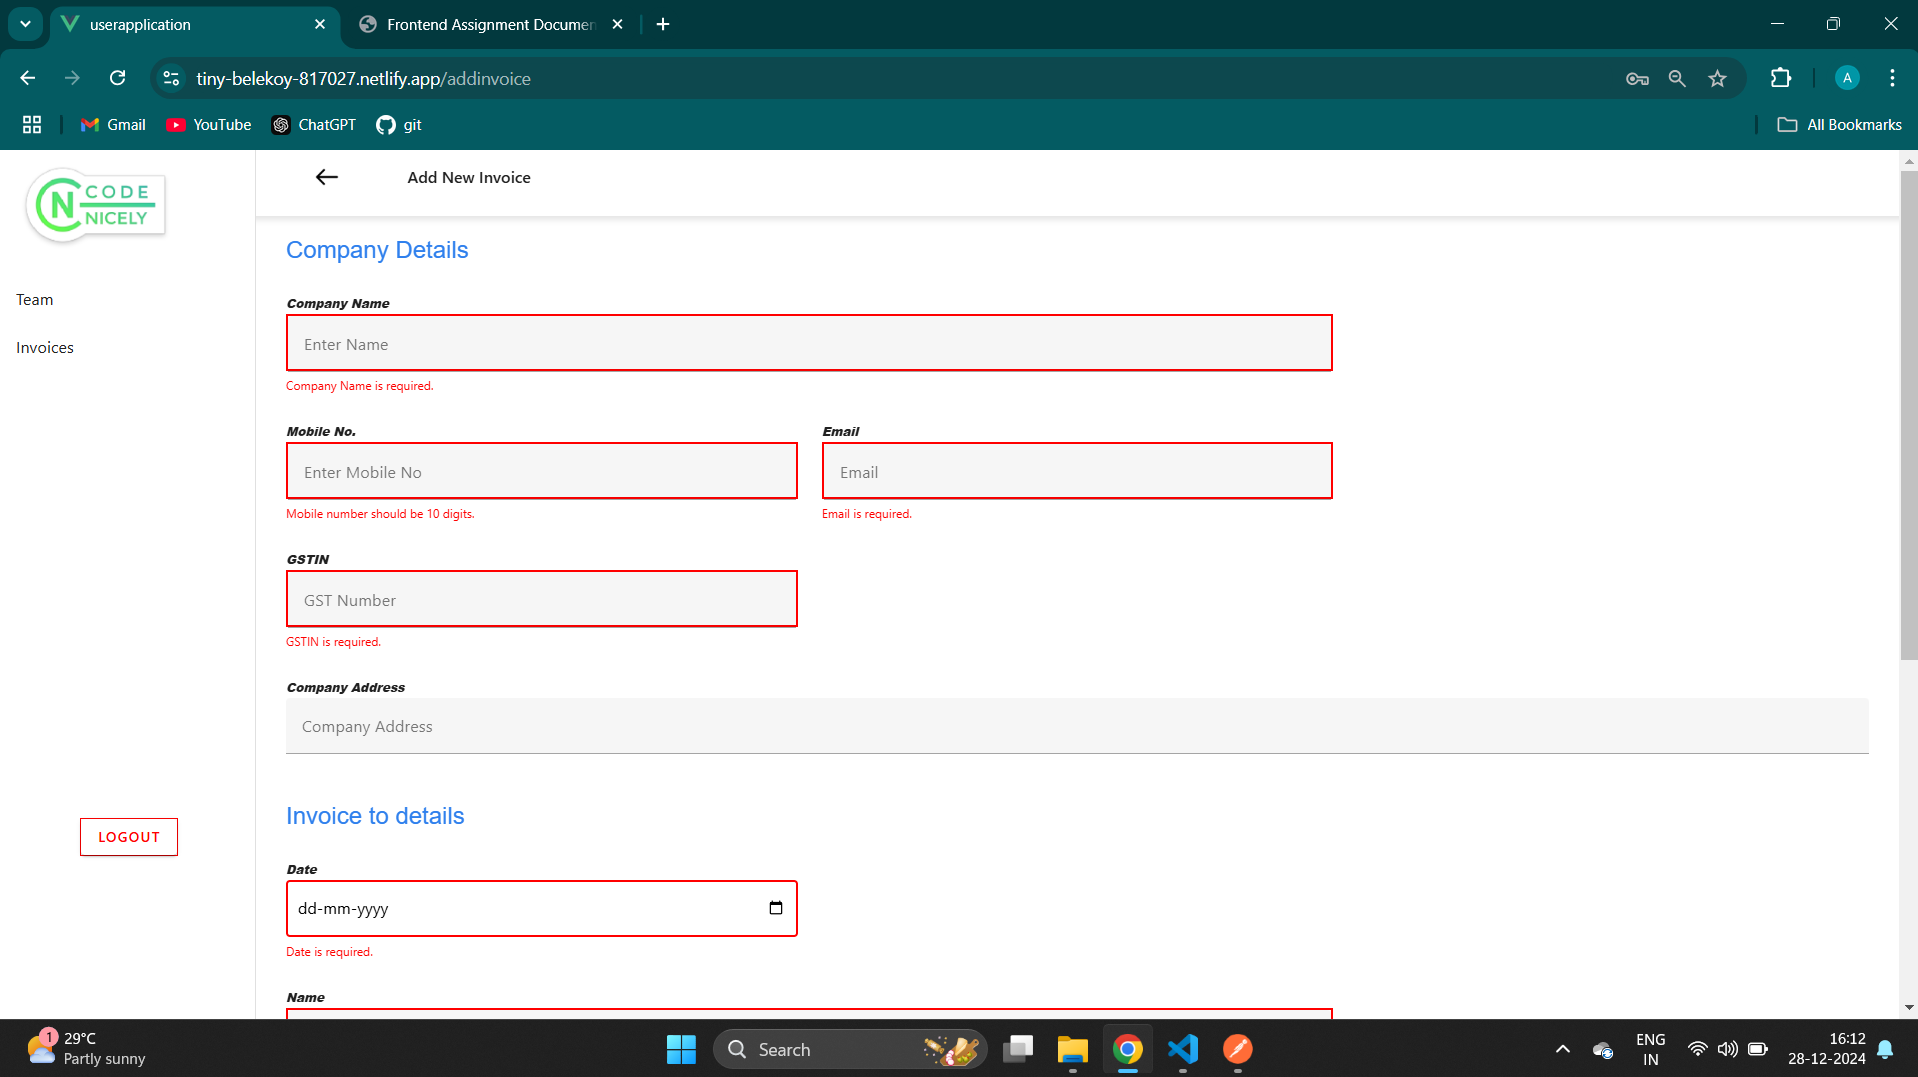 userapplication
Frontend Assignment Documen
tiny-belekoy-817027.netlify.app/addinvoice
A
Gmail
YouTube
ChatGPT
git
All Bookmarks
N CODE
NICELY
Add New Invoice
Company Details
Team
Company Name
Enter Name
Invoices
Company Name is required.
Mobile No.
Email
Enter Mobile No
Email
Mobile number should be 10 digits.
Email is required.
GSTIN
GST Number
GSTIN is required.
Company Address
Company Address
Invoice to details
LOGOUT
Date
dd-mm-yyyy
Date is required.
Name
1
29°C
Partly sunny
Search
ENG
IN
16:12
28-12-2024